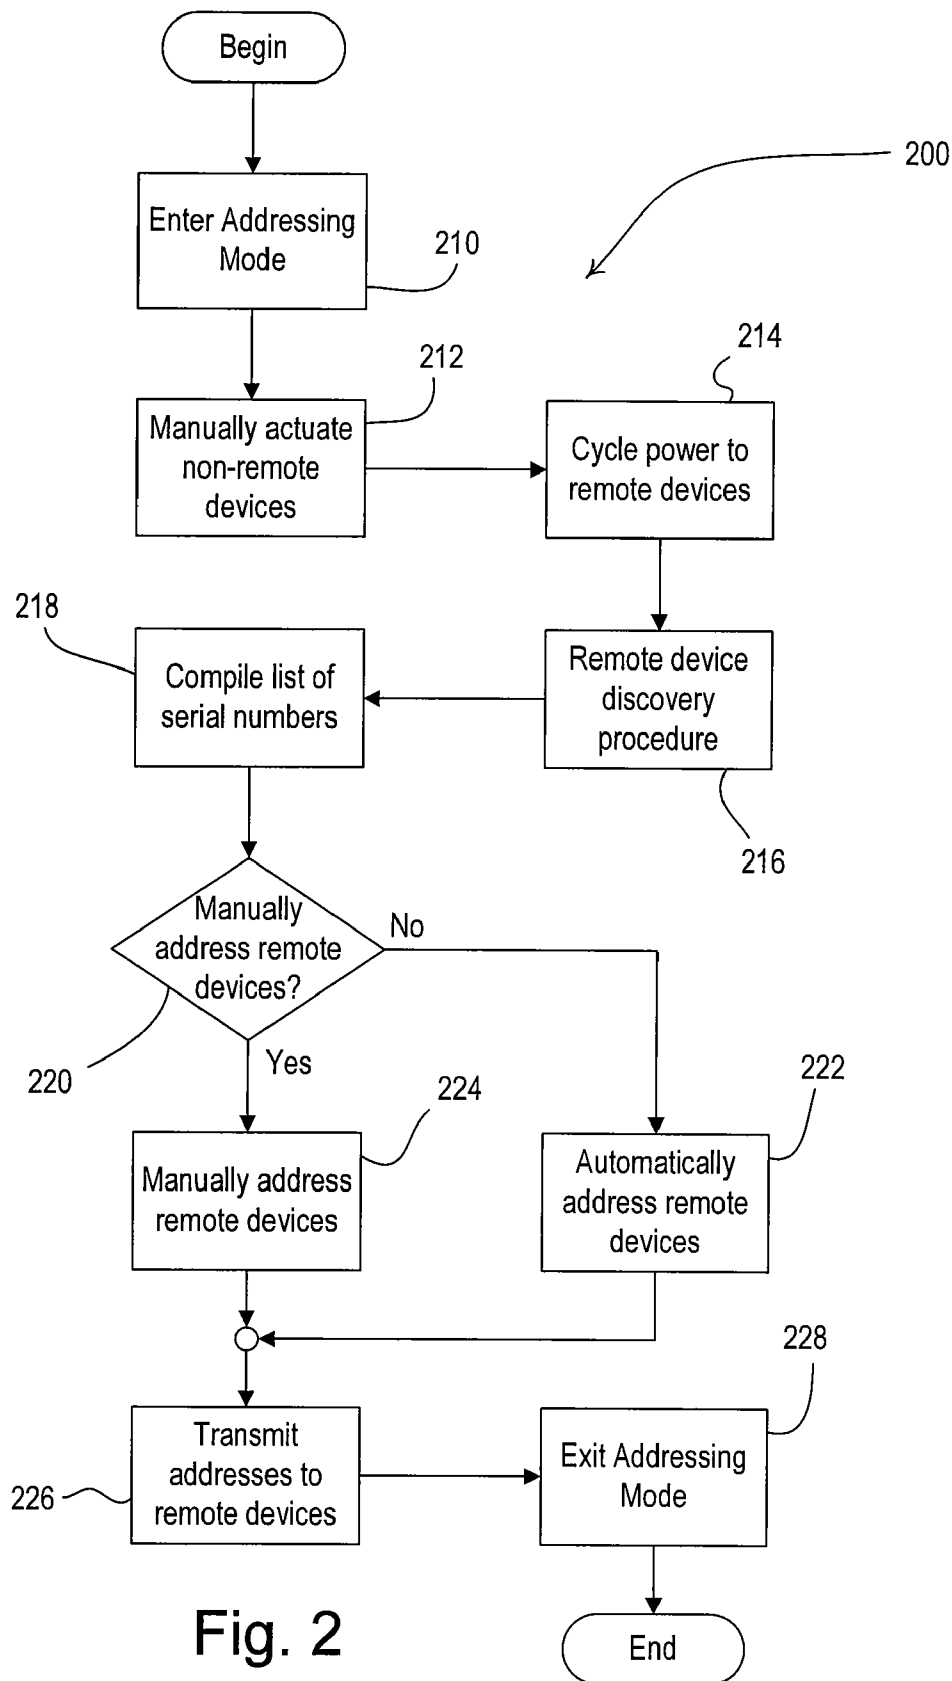 Begin
200
Enter Addressing
Mode
210
212
214
Manually actuate
non-remote
devices
Cycle power to
remote devices
218
Compile list of
serial numbers
Remote device
discovery
procedure
216
Manually
address remote
devices?
No
220
Yes
224
222
Manually address
remote devices
Automatically
address remote
devices
228
Transmit
addresses to
remote devices
226
Exit Addressing
Mode
Fig. 2
End